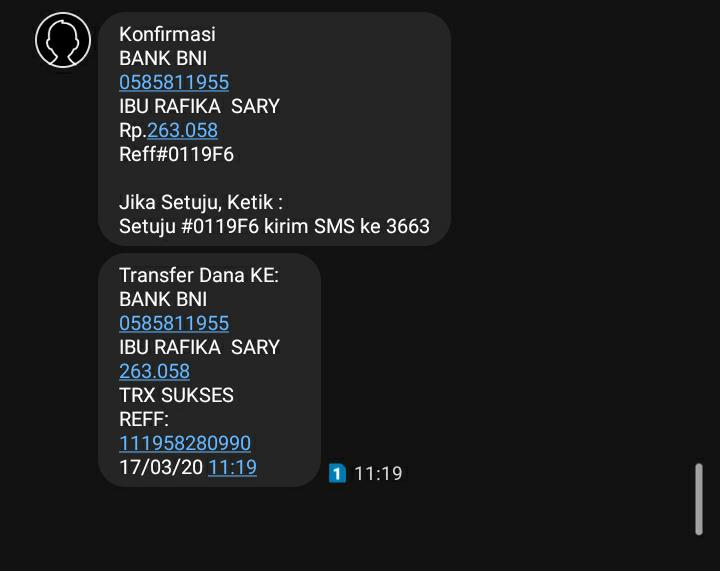 Konfirmasi
BANK BNI
0585811955
IBU RAFIKA  SARY
Rp.263.058
Reff#0119F6

Jika Setuju, Ketik :
Setuju #0119F6 kirim SMS ke 3663
Transfer Dana KE:
BANK BNI
0585811955
IBU RAFIKA  SARY
263.058
TRX SUKSES
REFF:
111958280990
17/03/20 11:19
1 11:19